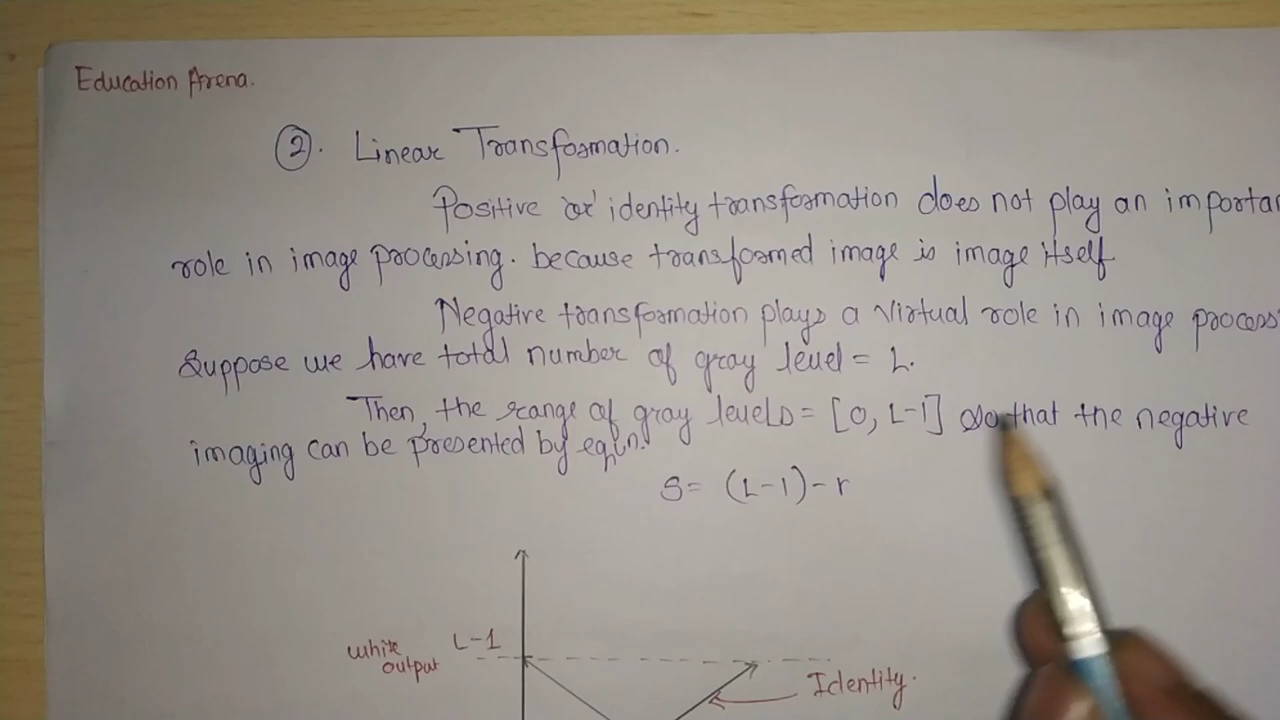 Education Arena.
②. Linear Transformation.
Positive or identity transformation does not play an importan
role in image processing. because transformed image is image itself
Negative transformation plays a virtual role in image process
Suppose we have total number of gray level = L.
Then, the range of gray levels = [0, L-1] so that the negative
imaging can be presented by eqn.
S = (L-1) - r
L-1
white
output
Identity.